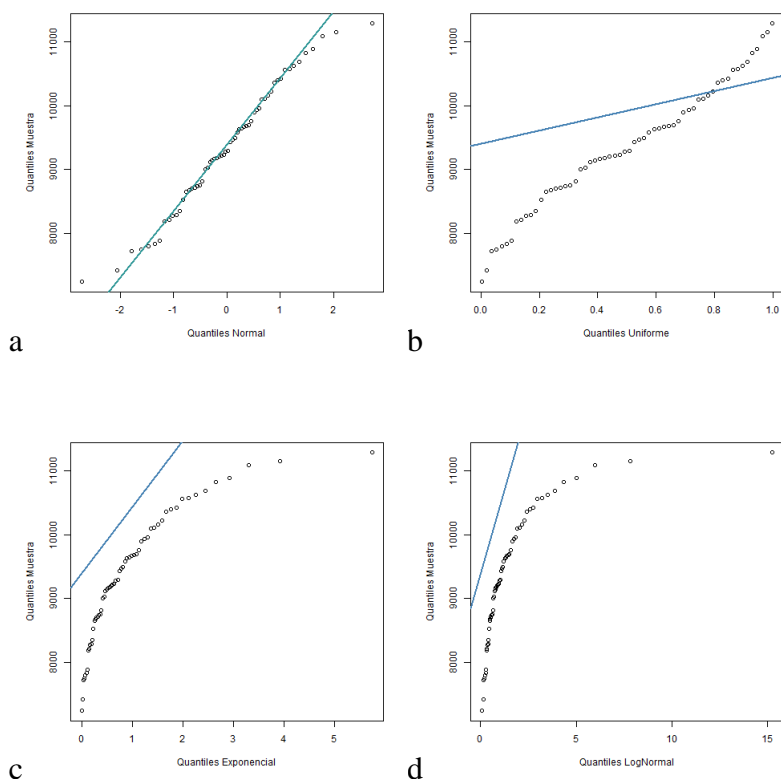 11000
10000
9000
8000
Quantiles Muestra
-2 -1 0 1 2
Quantiles Normal
a
11000
10000
9000
8000
Quantiles Muestra
0.0 0.2 0.4 0.6 0.8 1.0
Quantiles Uniforme
b
11000
10000
9000
8000
Quantiles Muestra
0 1 2 3 4 5
Quantiles Exponencial
c
11000
10000
9000
8000
Quantiles Muestra
0 5 10 15
Quantiles LogNormal
d